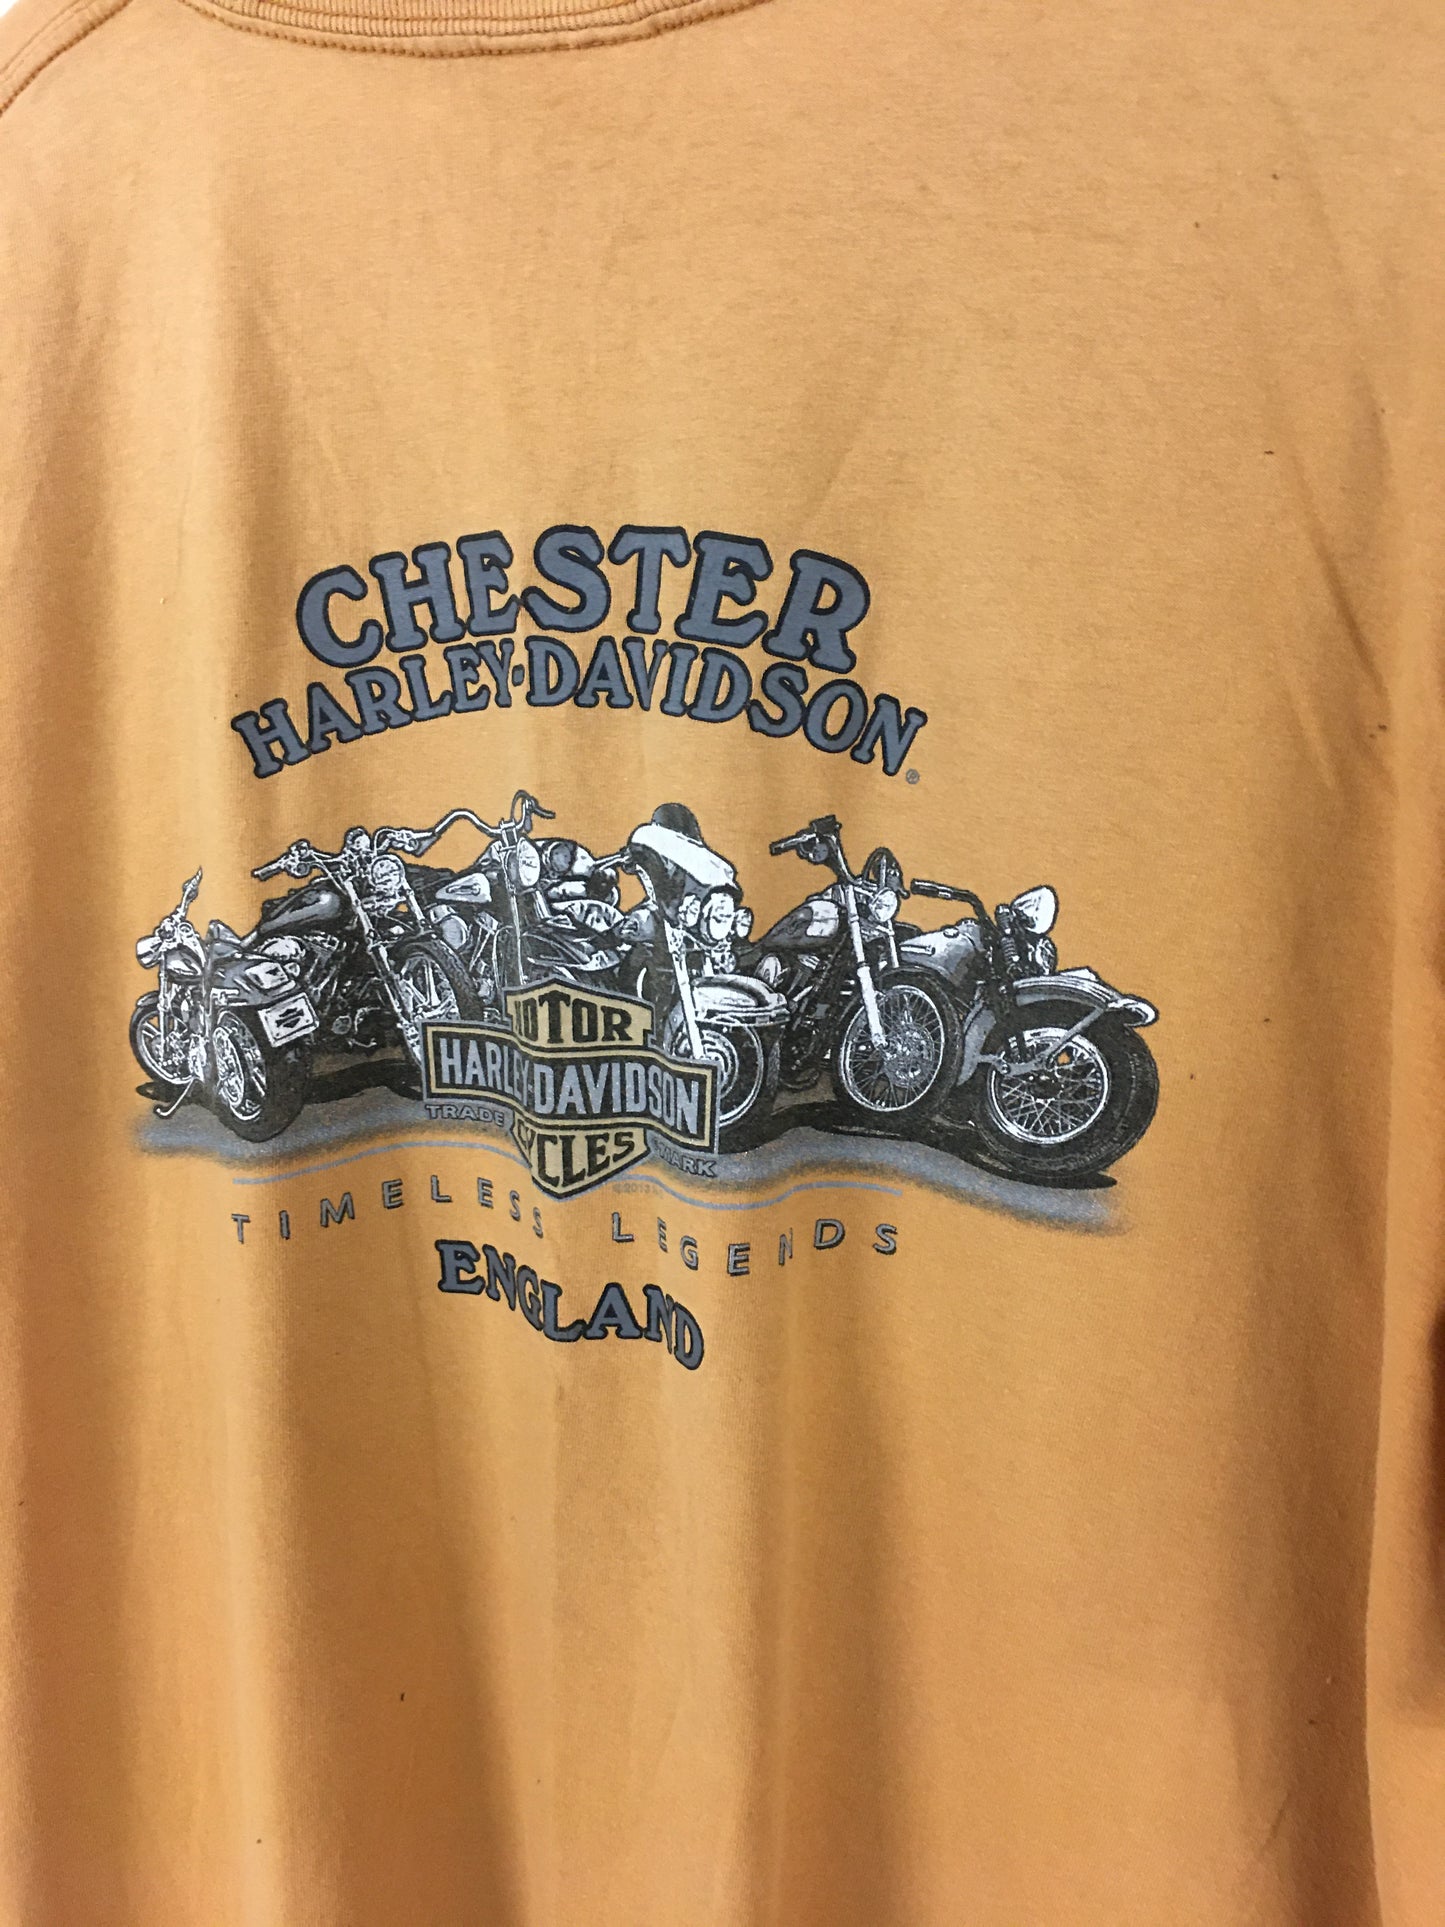 CHESTER
HARLEY-DAVIDSON®
MOTOR
HARLEY-DAVIDSON
TRADE MARK
CYCLES
TIMELESS LEGENDS
ENGLAND